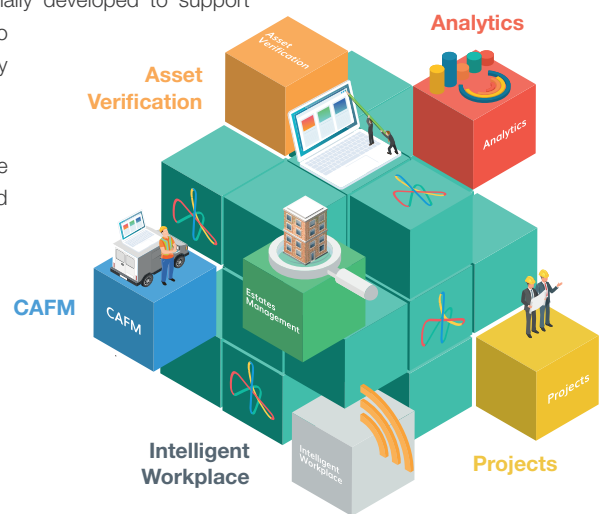 nally developed to support
o
y
e
d
Analytics
Asset
Verification
Asset
Verification
Analytics
CAFM
CAFM
Estates
Management
Projects
Intelligent
Workplace
Intelligent
Workplace
Projects